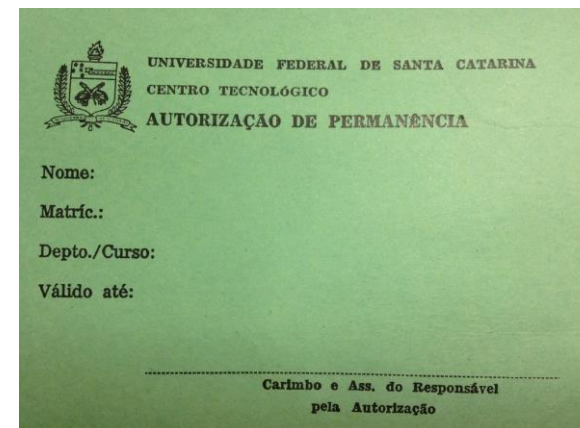 UNIVERSIDADE FEDERAL DE SANTA CATARINA
CENTRO TECNOLÓGICO
AUTORIZAÇÃO DE PERMANÊNCIA
Nome:
Matríc.:
Depto./Curso:
Válido até:
Carimbo e Ass. do Responsável
pela Autorização